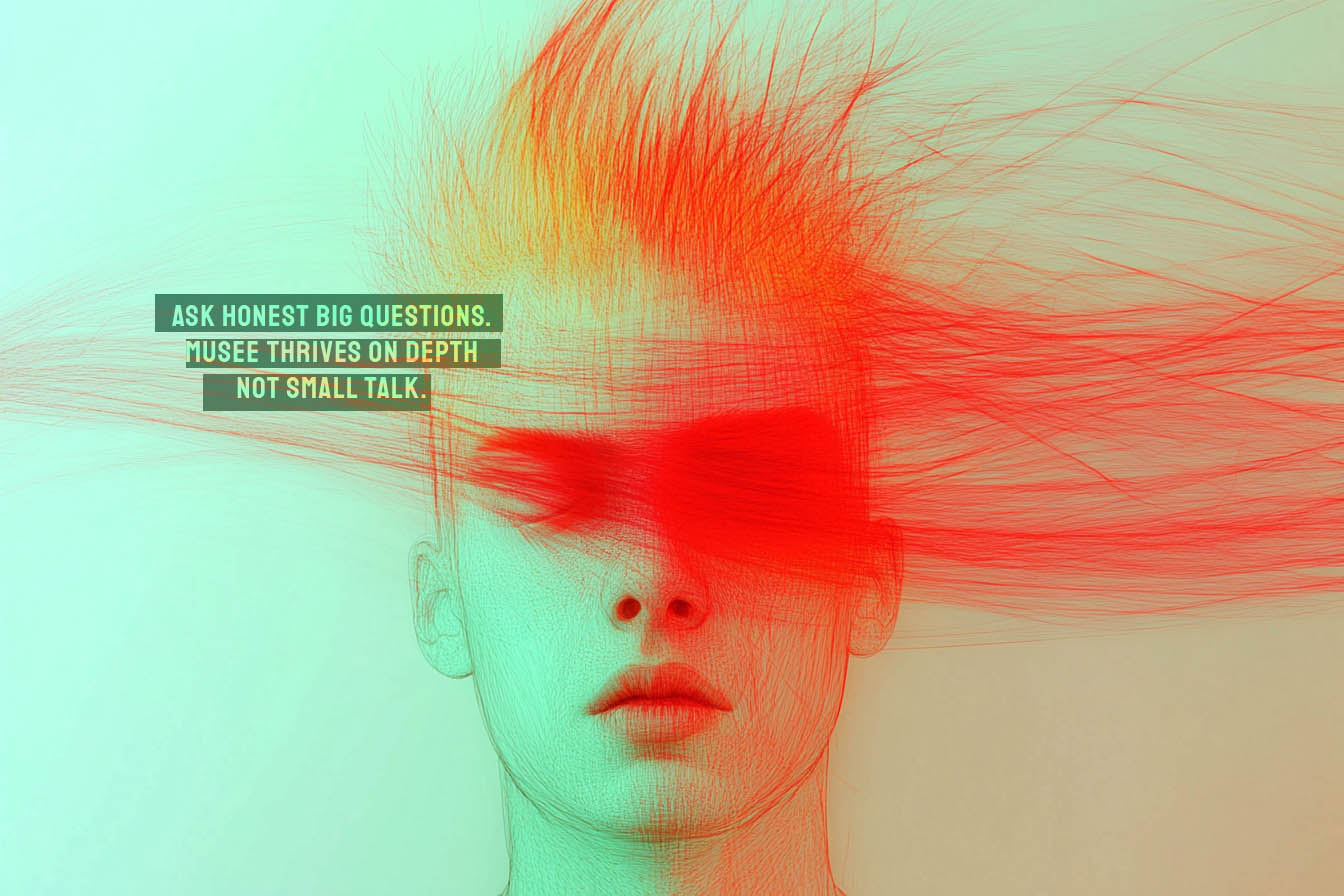 ASK HONEST BIG QUESTIONS.
MUSEE THRIVES ON DEPTH
NOT SMALL TALK.